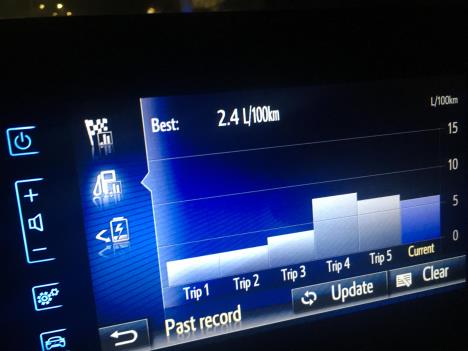 L/100km
Best: 2.4 L/100km
15
10
5
0
Trip 1 Trip 2 Trip 3 Trip 4 Trip 5 Current
Update Clear
Past record